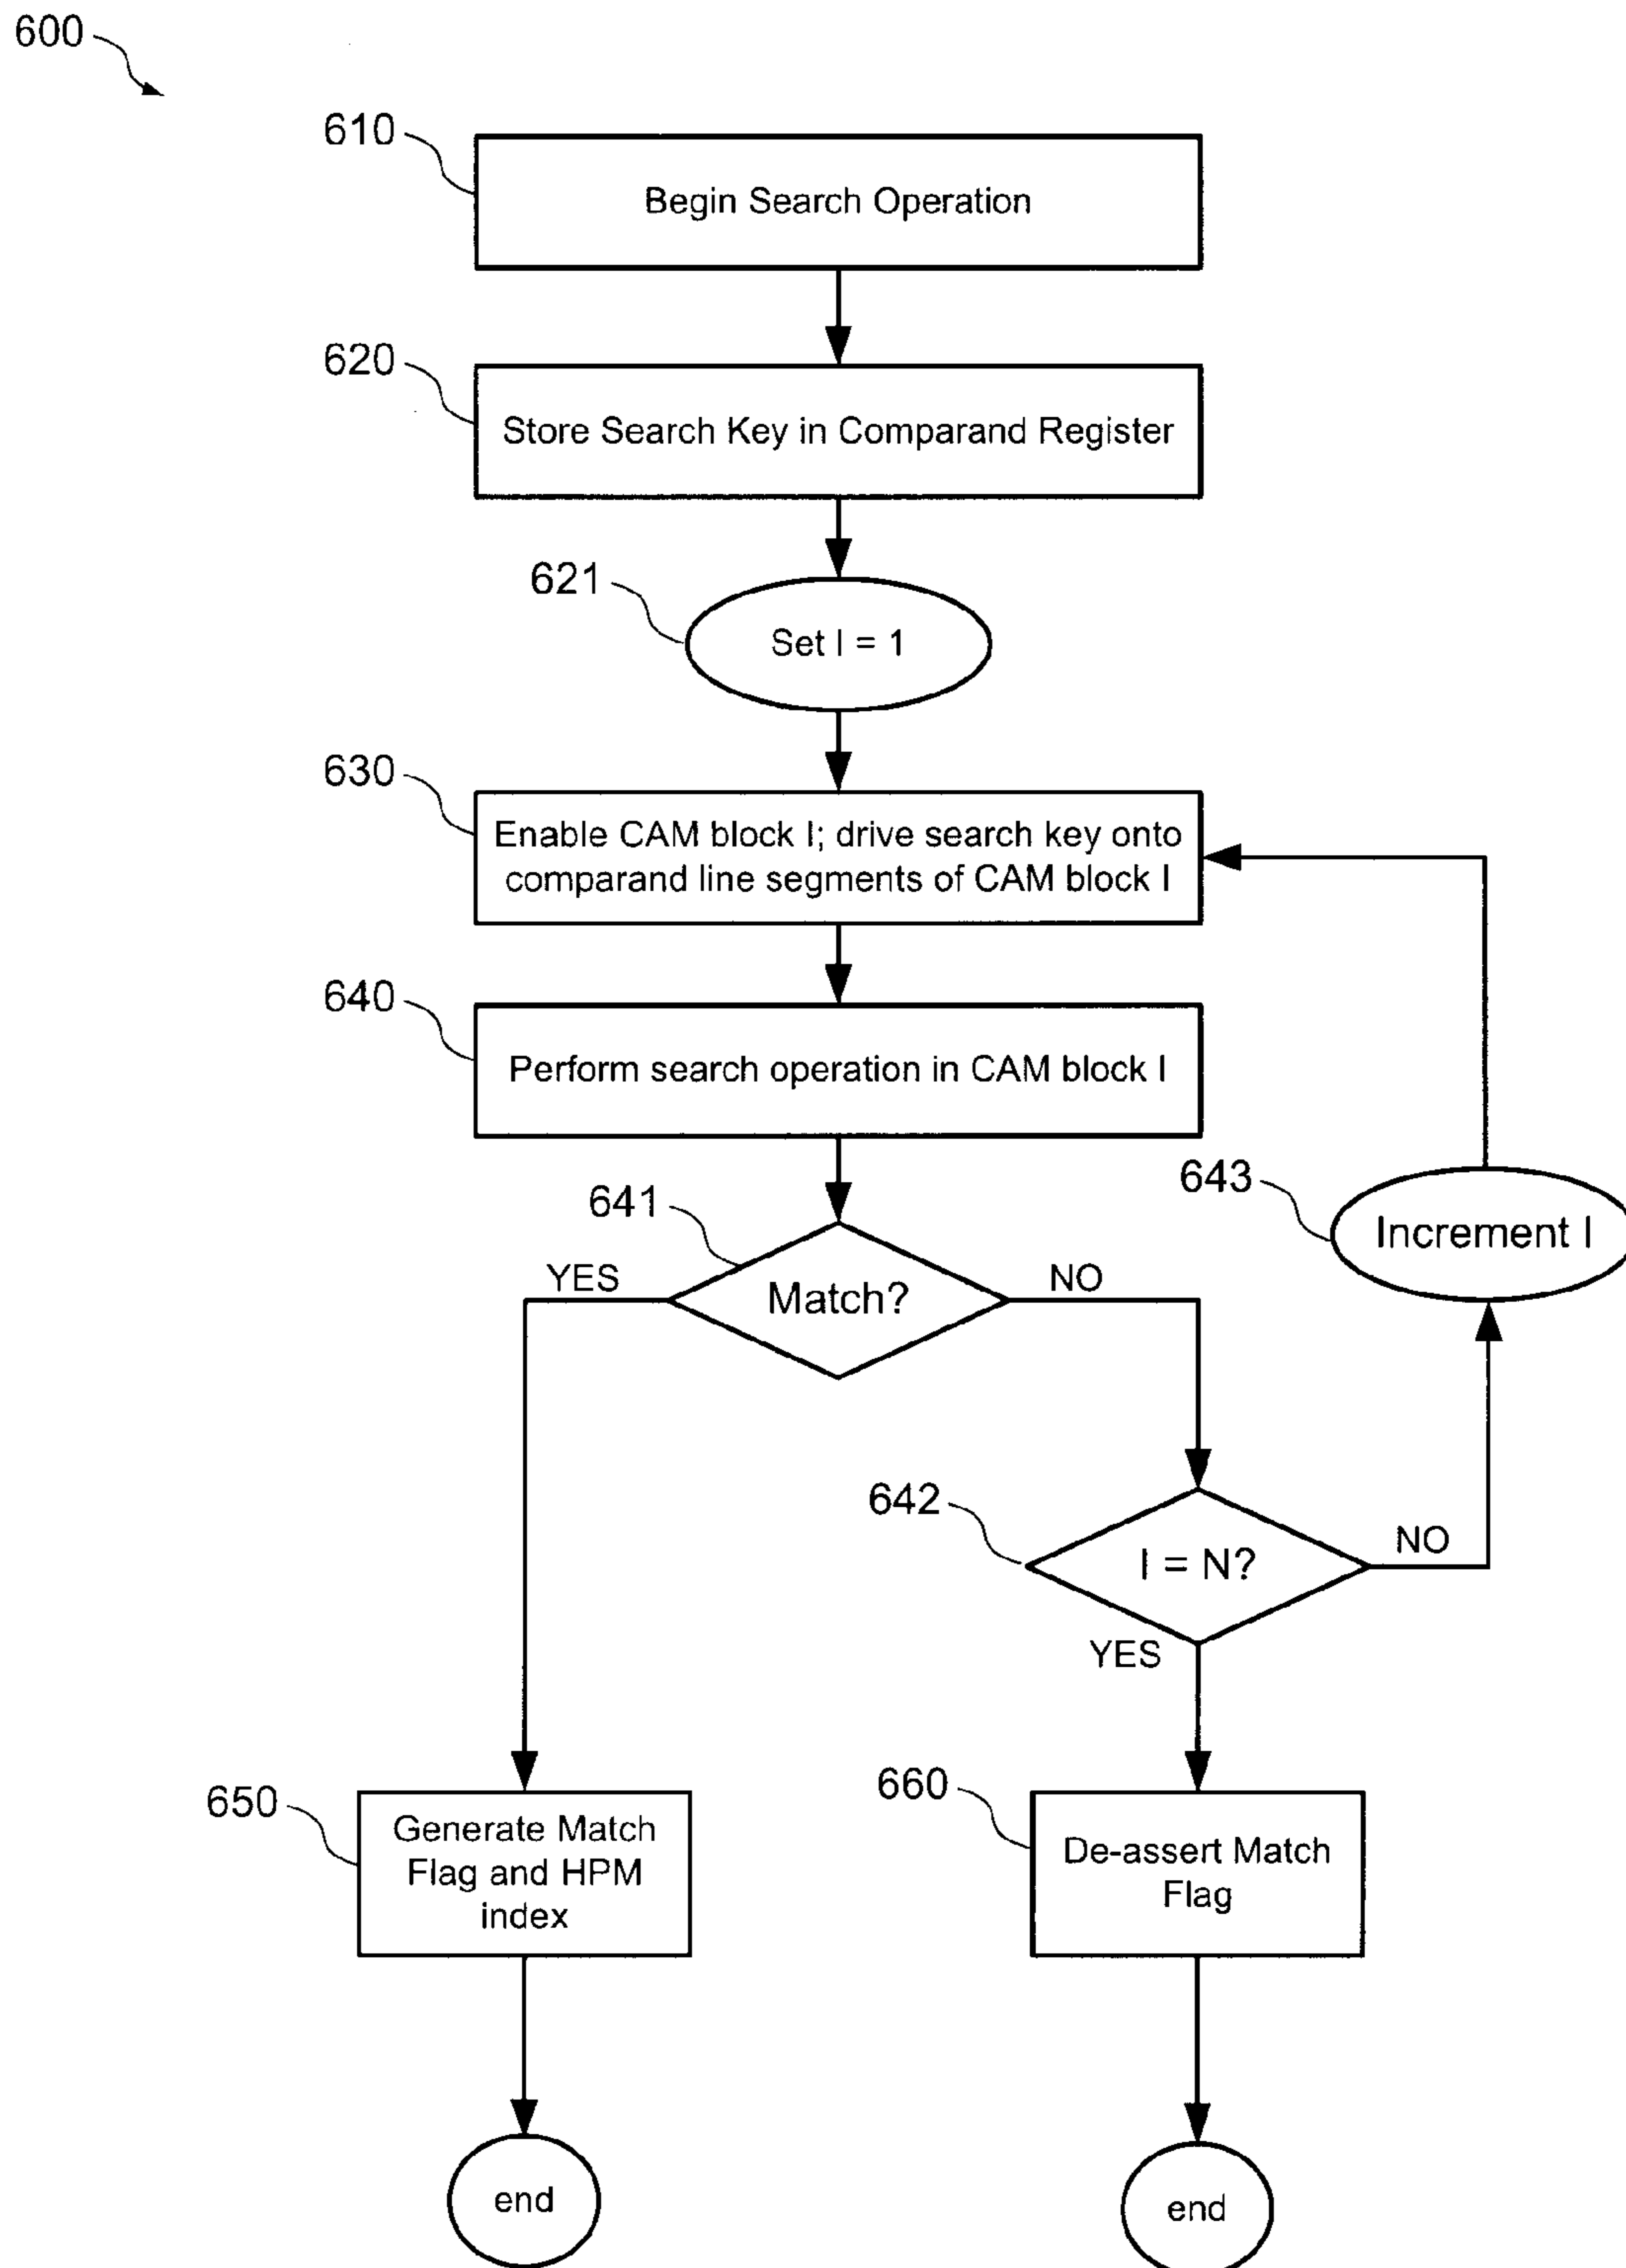 600
610
Begin Search Operation
620
Store Search Key in Comparand Register
621
Set I = 1
630
Enable CAM block I; drive search key onto
comparand line segments of CAM block I
640
Perform search operation in CAM block I
643
Increment I
641
YES
Match?
NO
642
I = N?
NO
YES
650
Generate Match
Flag and HPM
index
660
De-assert Match
Flag
end
end